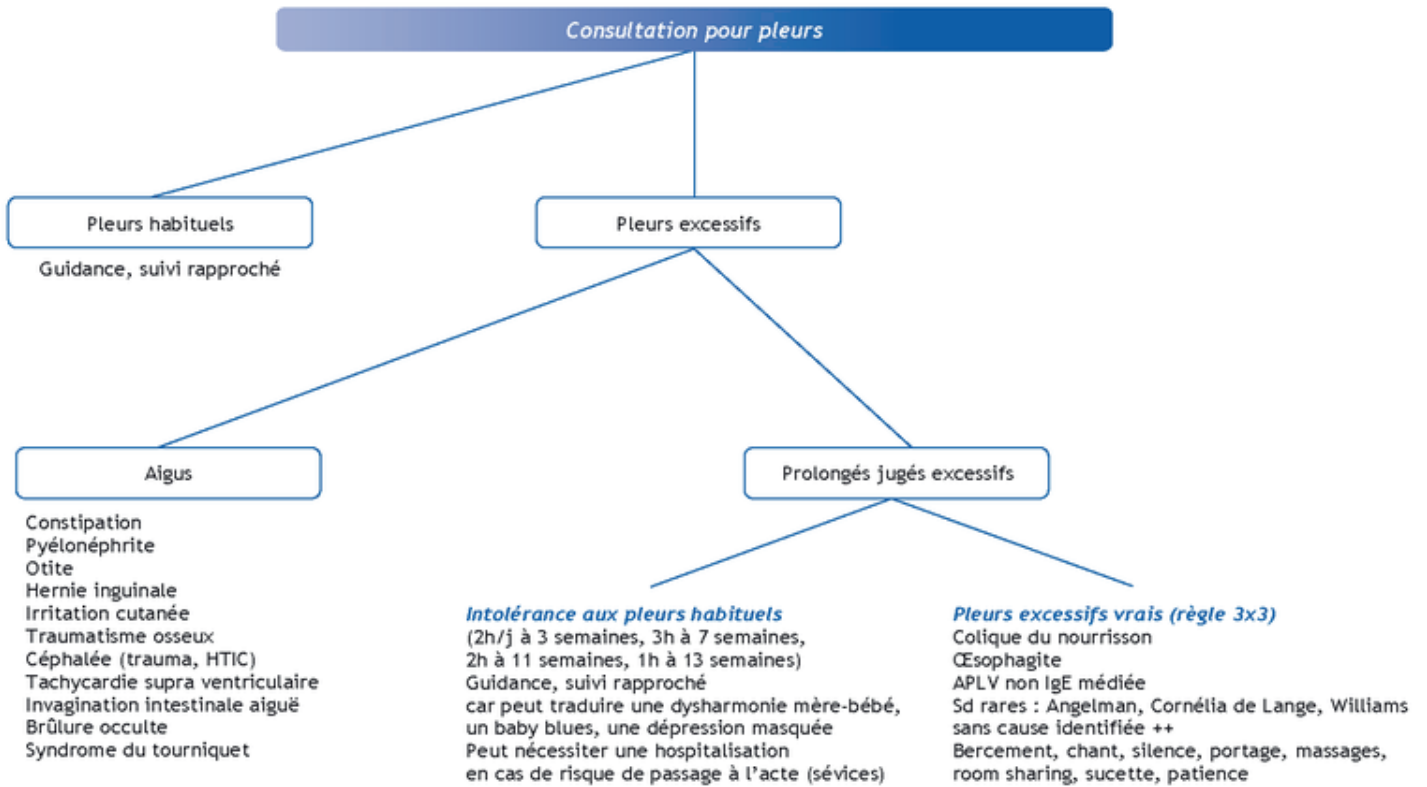 Consultation pour pleurs
Pleurs habituels
Guidance, suivi rapproché
Pleurs excessifs
Aigus
Constipation
Pyélonéphrite
Otite
Hernie inguinale
Irritation cutanée
Traumatisme osseux
Céphalée (trauma, HTIC)
Tachycardie supra ventriculaire
Invagination intestinale aiguë
Brûlure occulte
Syndrome du tourniquet
Prolongés jugés excessifs
Intolérance aux pleurs habituels
(2h/j à 3 semaines, 3h à 7 semaines,
2h à 11 semaines, 1h à 13 semaines)
Guidance, suivi rapproché
car peut traduire une dysharmonie mère-bébé,
un baby blues, une dépression masquée
Peut nécessiter une hospitalisation
en cas de risque de passage à l'acte (sévices)
Pleurs excessifs vrais (règle 3x3)
Colique du nourrisson
Œsophagite
APLV non IgE médiée
Sd rares : Angelman, Cornélia de Lange, Williams
sans cause identifiée ++
Bercement, chant, silence, portage, massages,
room sharing, sucette, patience